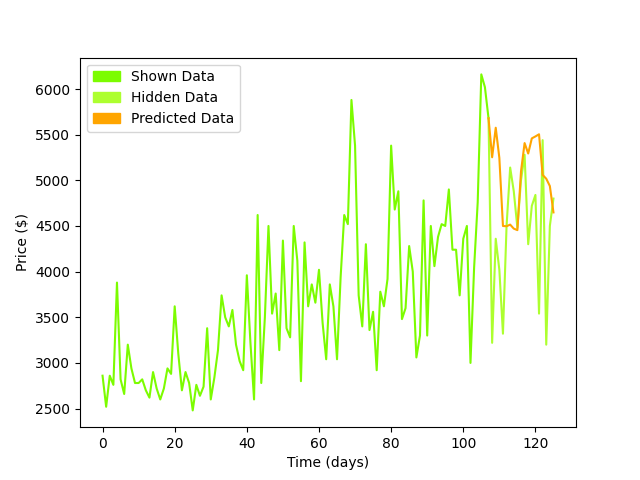 Shown Data
Hidden Data
Predicted Data
Price ($)
6000
5500
5000
4500
4000
3500
3000
2500
0 20 40 60 80 100 120
Time (days)